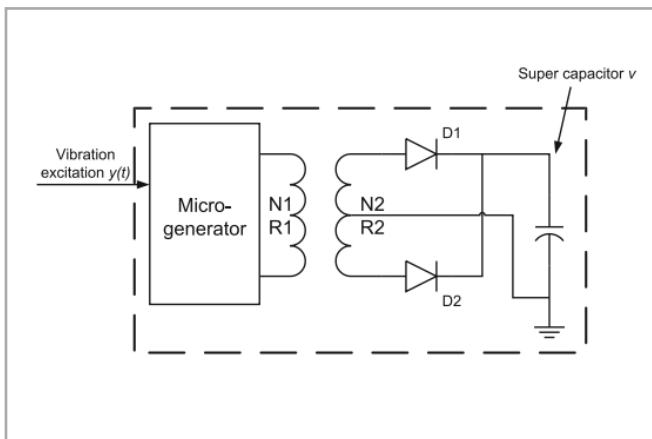 Super capacitor v
D1
Vibration
excitation y(t)
N1
N2
Micro-
generator
R1
R2
D2